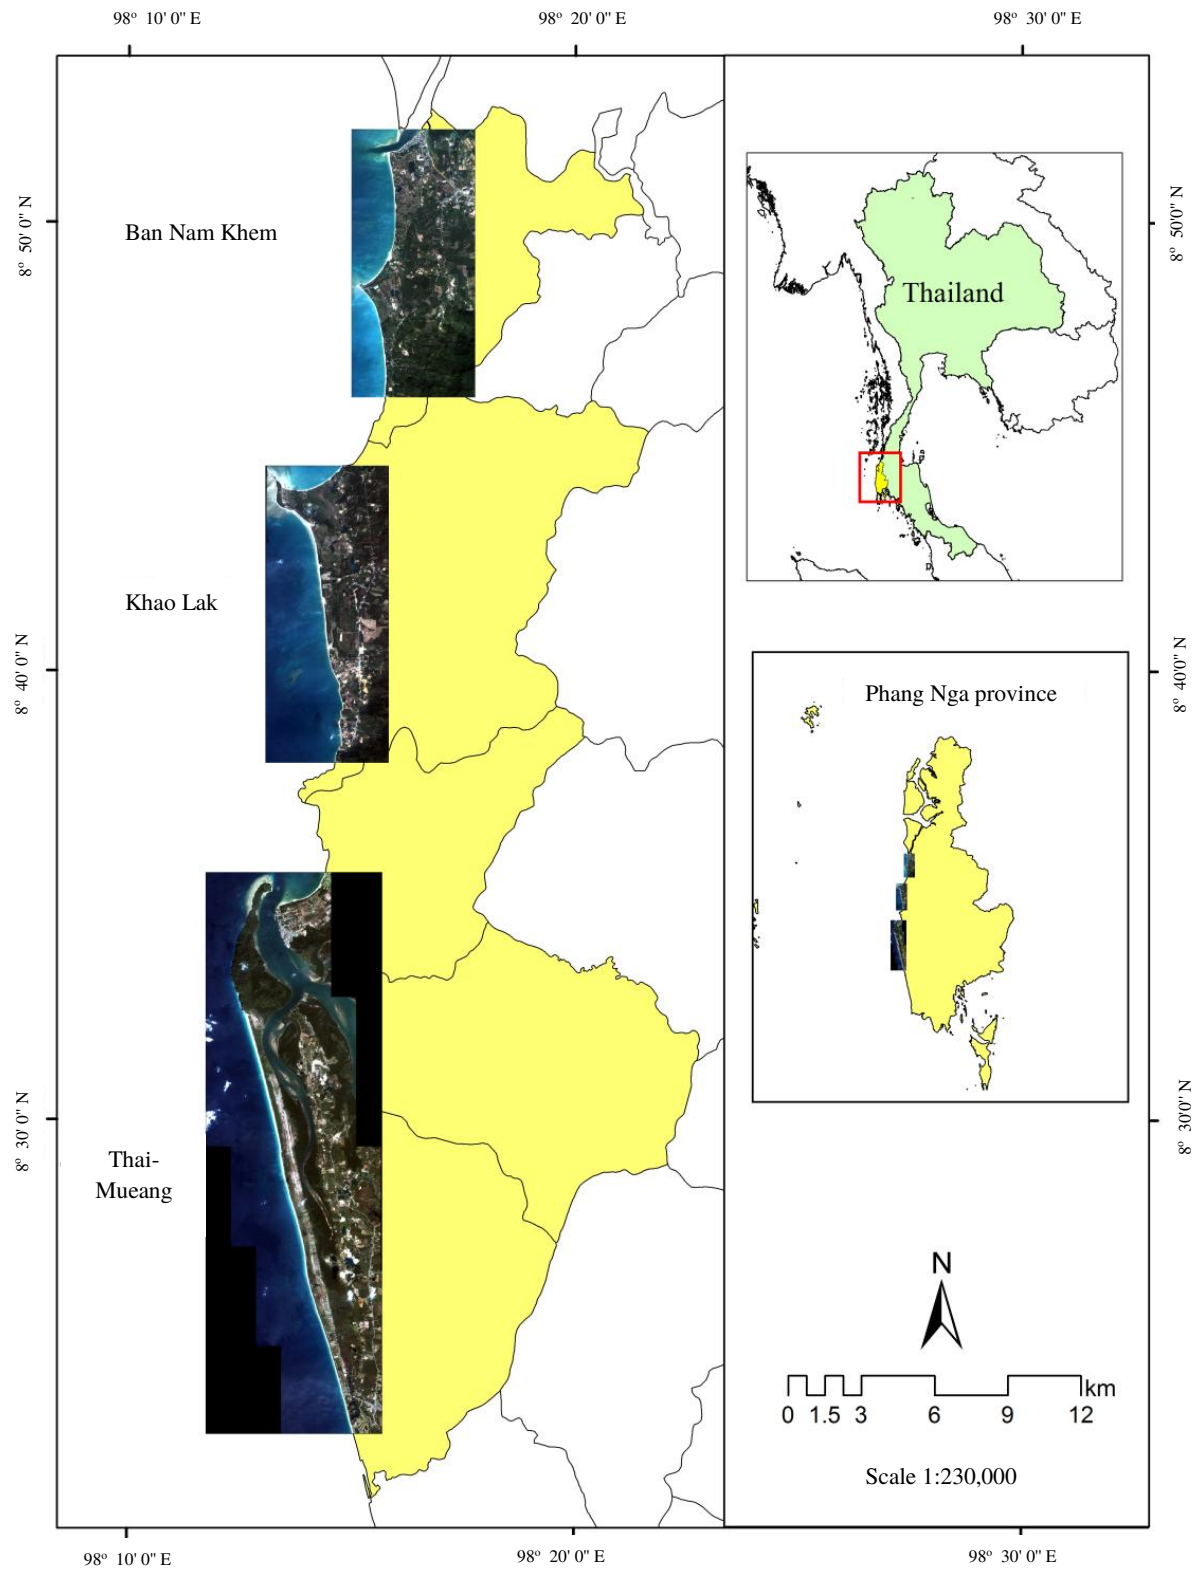 98° 10' 0'' E
98° 20' 0'' E
98° 30' 0'' E
8° 50' 0'' N
Ban Nam Khem
Thailand
8° 50'0'' N
Khao Lak
8° 40' 0'' N
8° 40'0'' N
Phang Nga province
8° 30' 0'' N
8° 30'0'' N
Thai-
Mueang
N
km
0 1.5 3 6 9 12
Scale 1:230,000
98° 10' 0'' E
98° 20' 0'' E
98° 30' 0'' E